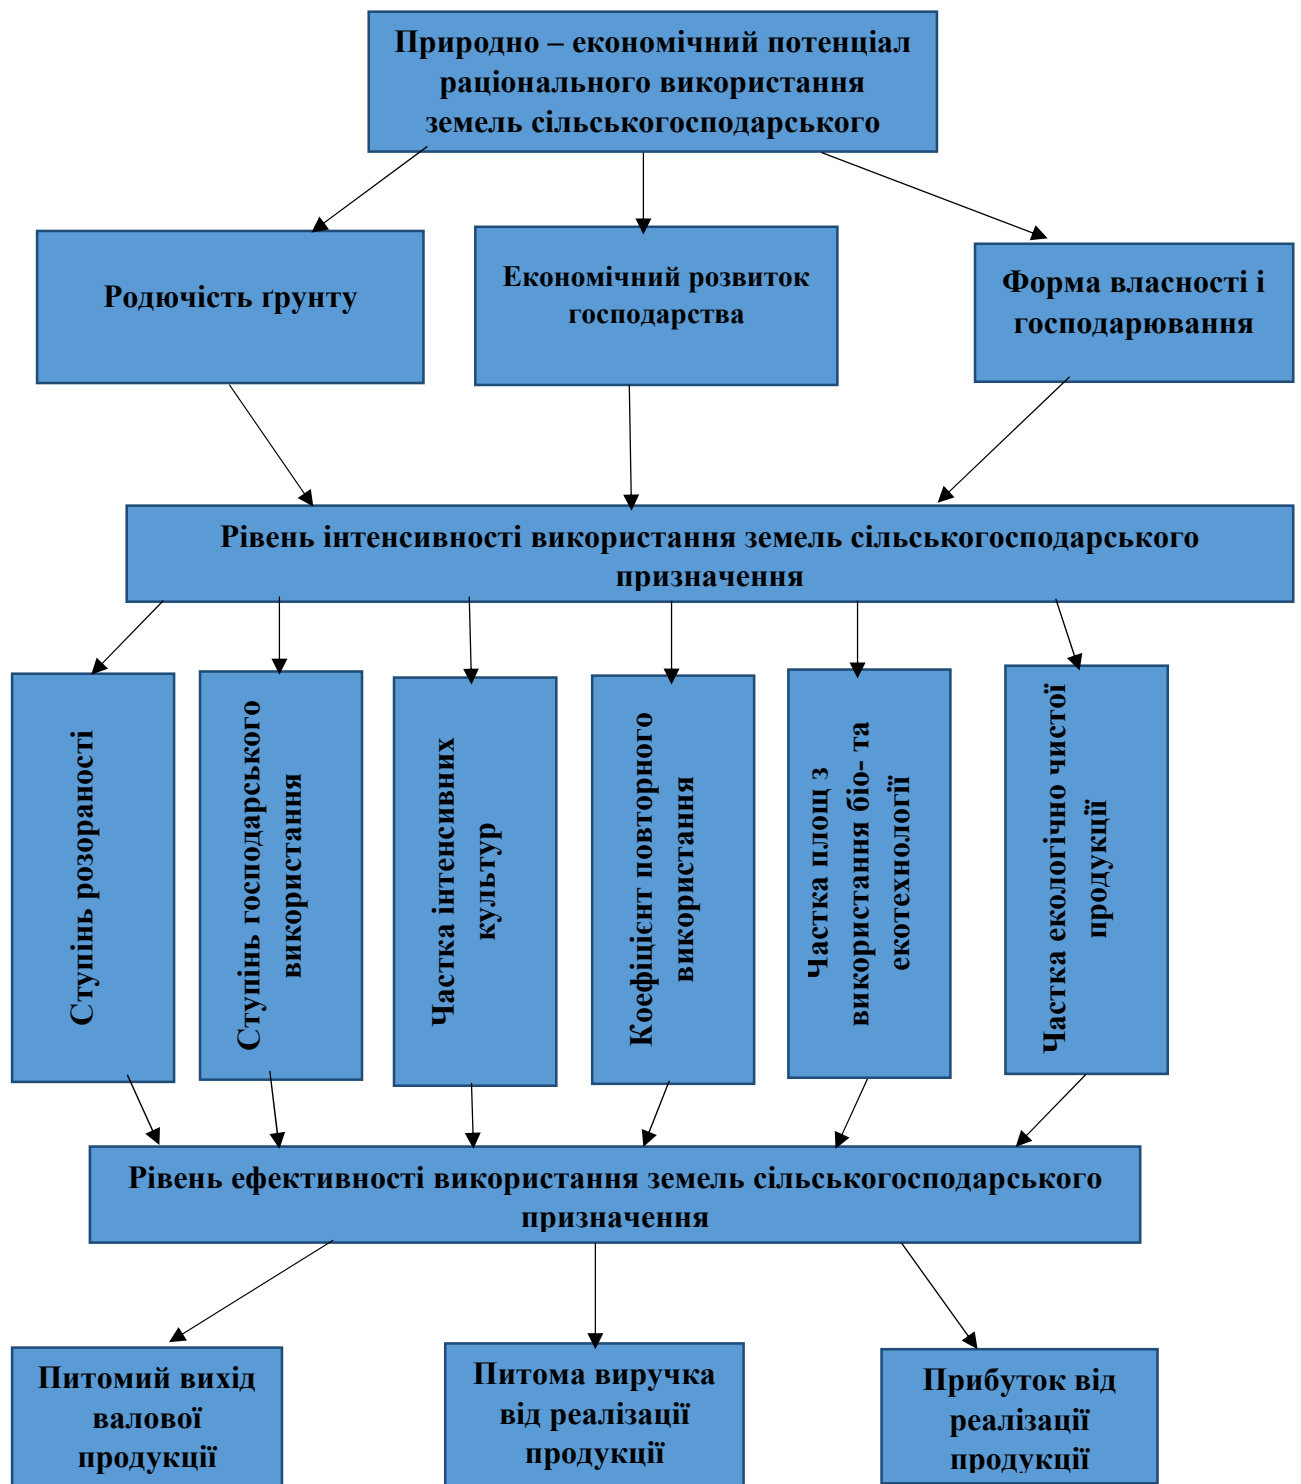 Природно – економічний потенціал
раціонального використання
земель сільськогосподарського
Родючість ґрунту
Економічний розвиток
господарства
Форма власності і
господарювання
Рівень інтенсивності використання земель сільськогосподарського
призначення
Ступінь розораності
Ступінь господарського
використання
Частка інтенсивних
культур
Коефіцієнт повторного
використання
Частка площ з
використання біо- та
екотехнології
Частка екологічно чистої
продукції
Рівень ефективності використання земель сільськогосподарського
призначення
Питомий вихід
валової
продукції
Питома виручка
від реалізації
продукції
Прибуток від
реалізації
продукції